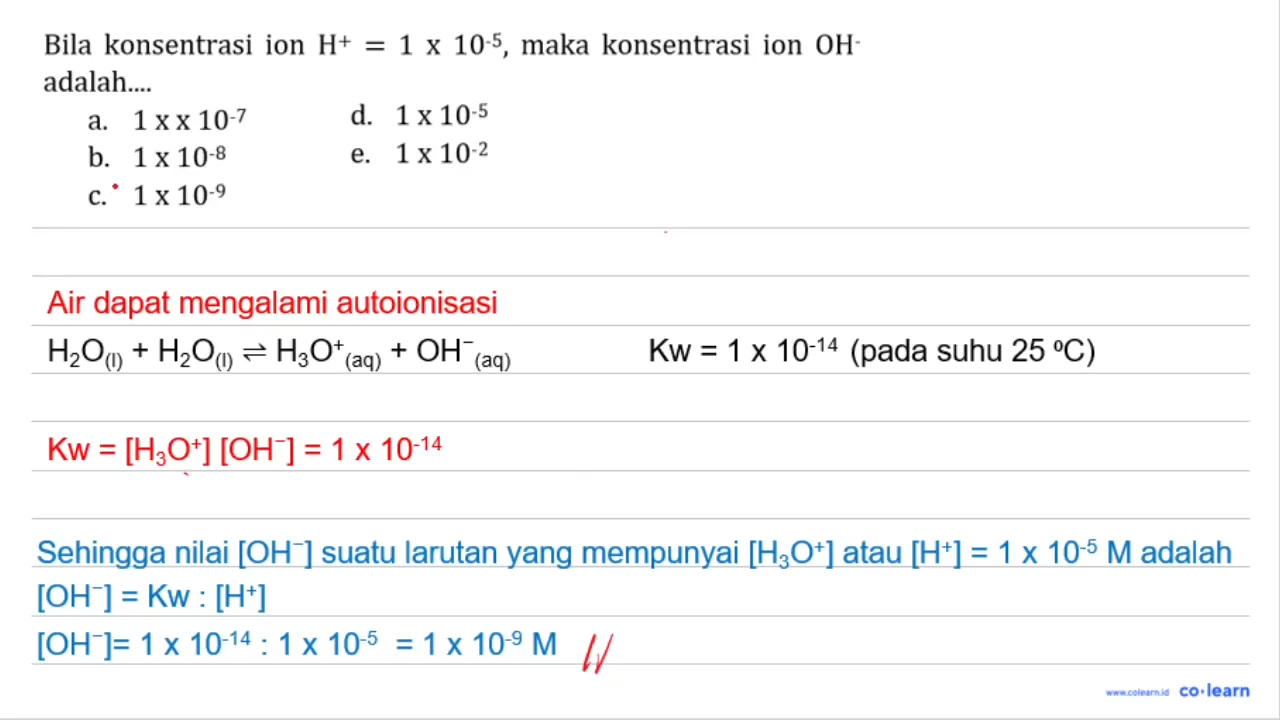 Bila konsentrasi ion H⁺ = 1 x 10⁻⁵, maka konsentrasi ion OH⁻
adalah....
a. 1 x x 10⁻⁷
b. 1 x 10⁻⁸
c. 1 x 10⁻⁹
d. 1 x 10⁻⁵
e. 1 x 10⁻²
Air dapat mengalami autoionisasi
H₂O₍l₎ + H₂O₍l₎ ⇌ H₃O⁺(aq) + OH⁻(aq) Kw = 1 x 10⁻¹⁴ (pada suhu 25 ⁰C)
Kw = [H₃O⁺] [OH⁻] = 1 x 10⁻¹⁴
Sehingga nilai [OH⁻] suatu larutan yang mempunyai [H₃O⁺] atau [H⁺] = 1 x 10⁻⁵ M adalah
[OH⁻] = Kw : [H⁺]
[OH⁻]= 1 x 10⁻¹⁴ : 1 x 10⁻⁵ = 1 x 10⁻⁹ M
www.colearn.id co·learn